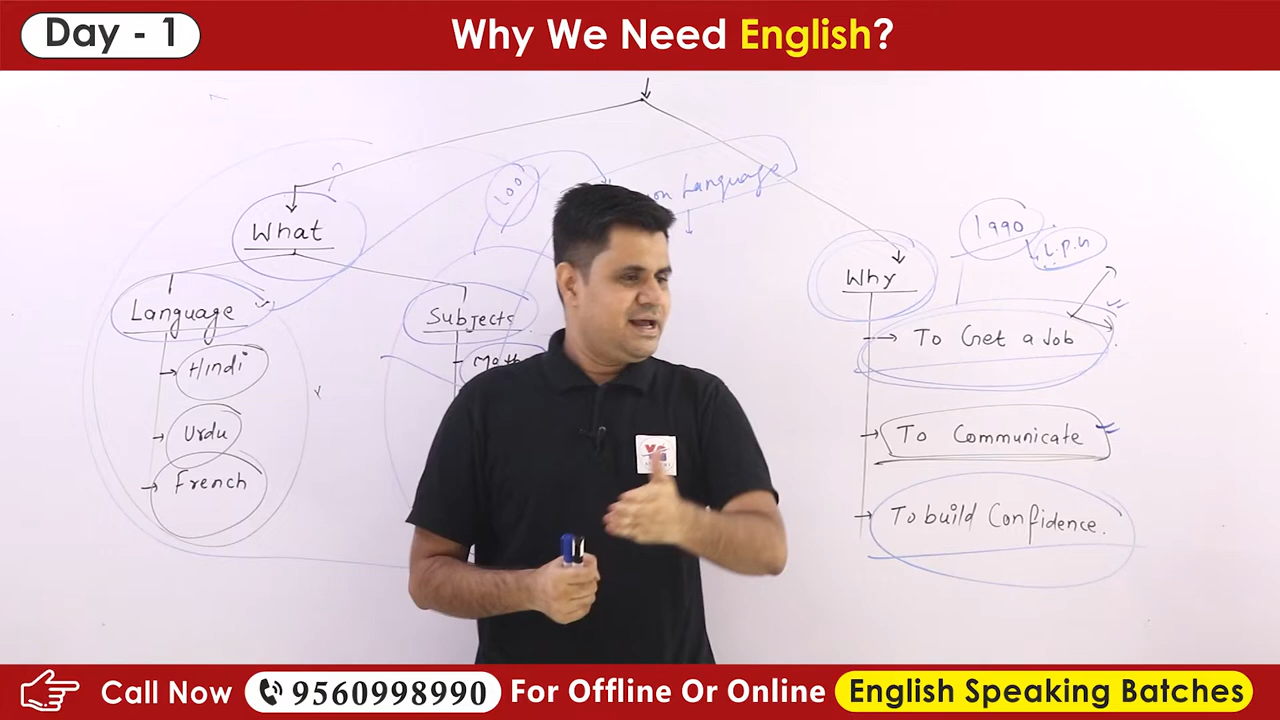 Day - 1
Why We Need English?
What
Language
Hindi
Urdu
French
100
Language
Subjects
Why
1990
L.P.G
To Get a Job
To Communicate
To build Confidence.
Call Now
9560998990
For Offline Or Online
English Speaking Batches